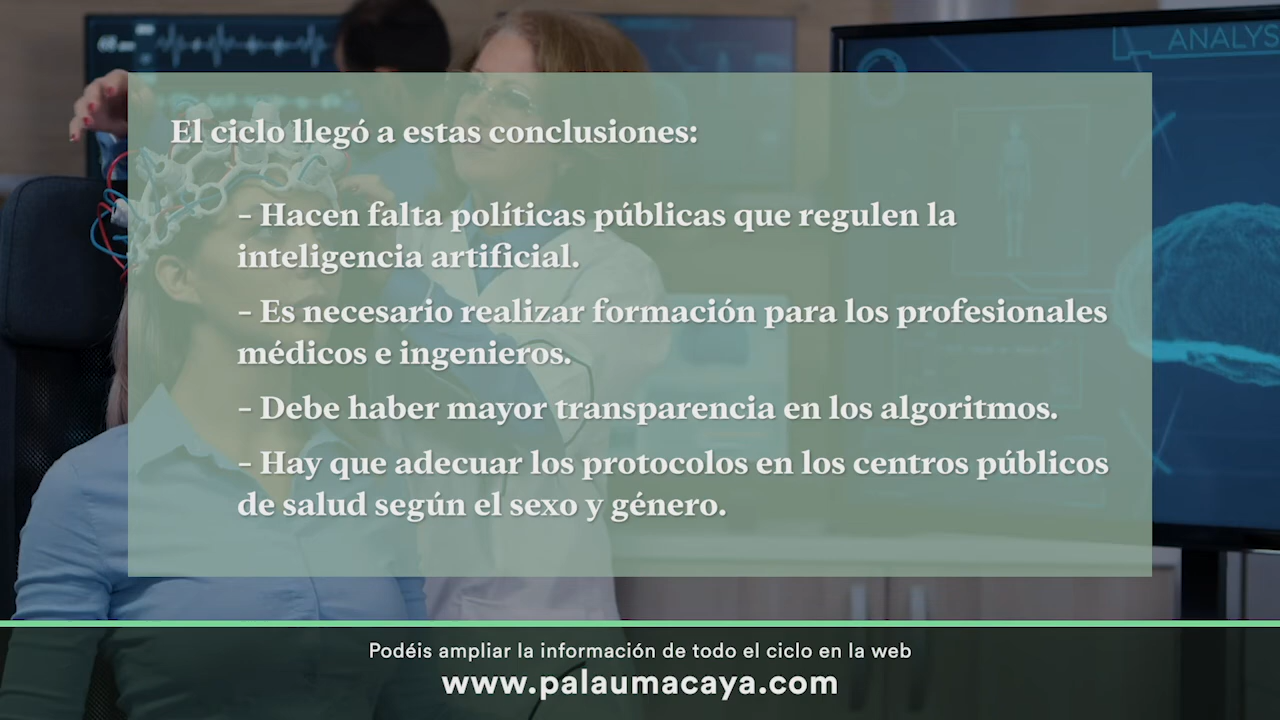 ANALYS
El ciclo llegó a estas conclusiones:
– Hacen falta políticas públicas que regulen la
inteligencia artificial.
– Es necesario realizar formación para los profesionales
médicos e ingenieros.
– Debe haber mayor transparencia en los algoritmos.
– Hay que adecuar los protocolos en los centros públicos
de salud según el sexo y género.
Podéis ampliar la información de todo el ciclo en la web
www.palaumacaya.com